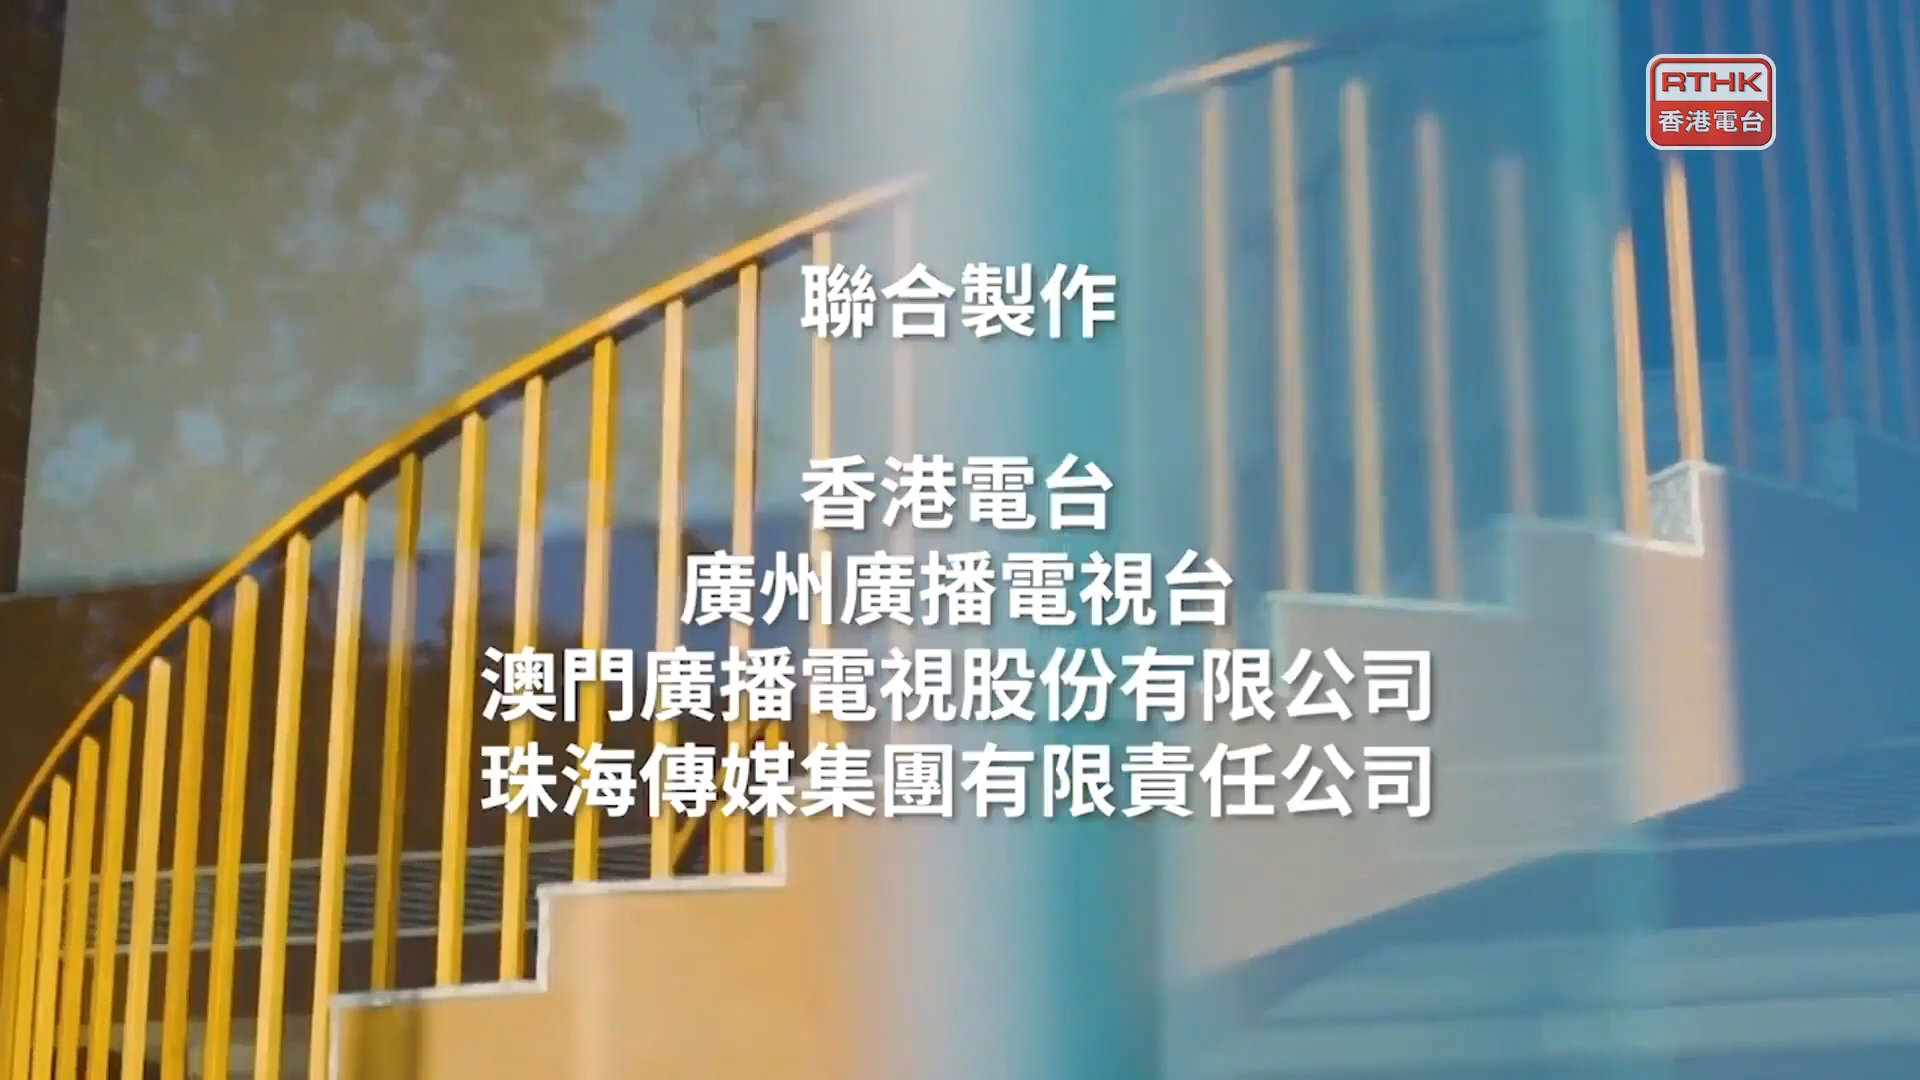 RTHK
香港電台
聯合製作
香港電台
廣州廣播電視台
澳門廣播電視股份有限公司
珠海傳媒集團有限責任公司